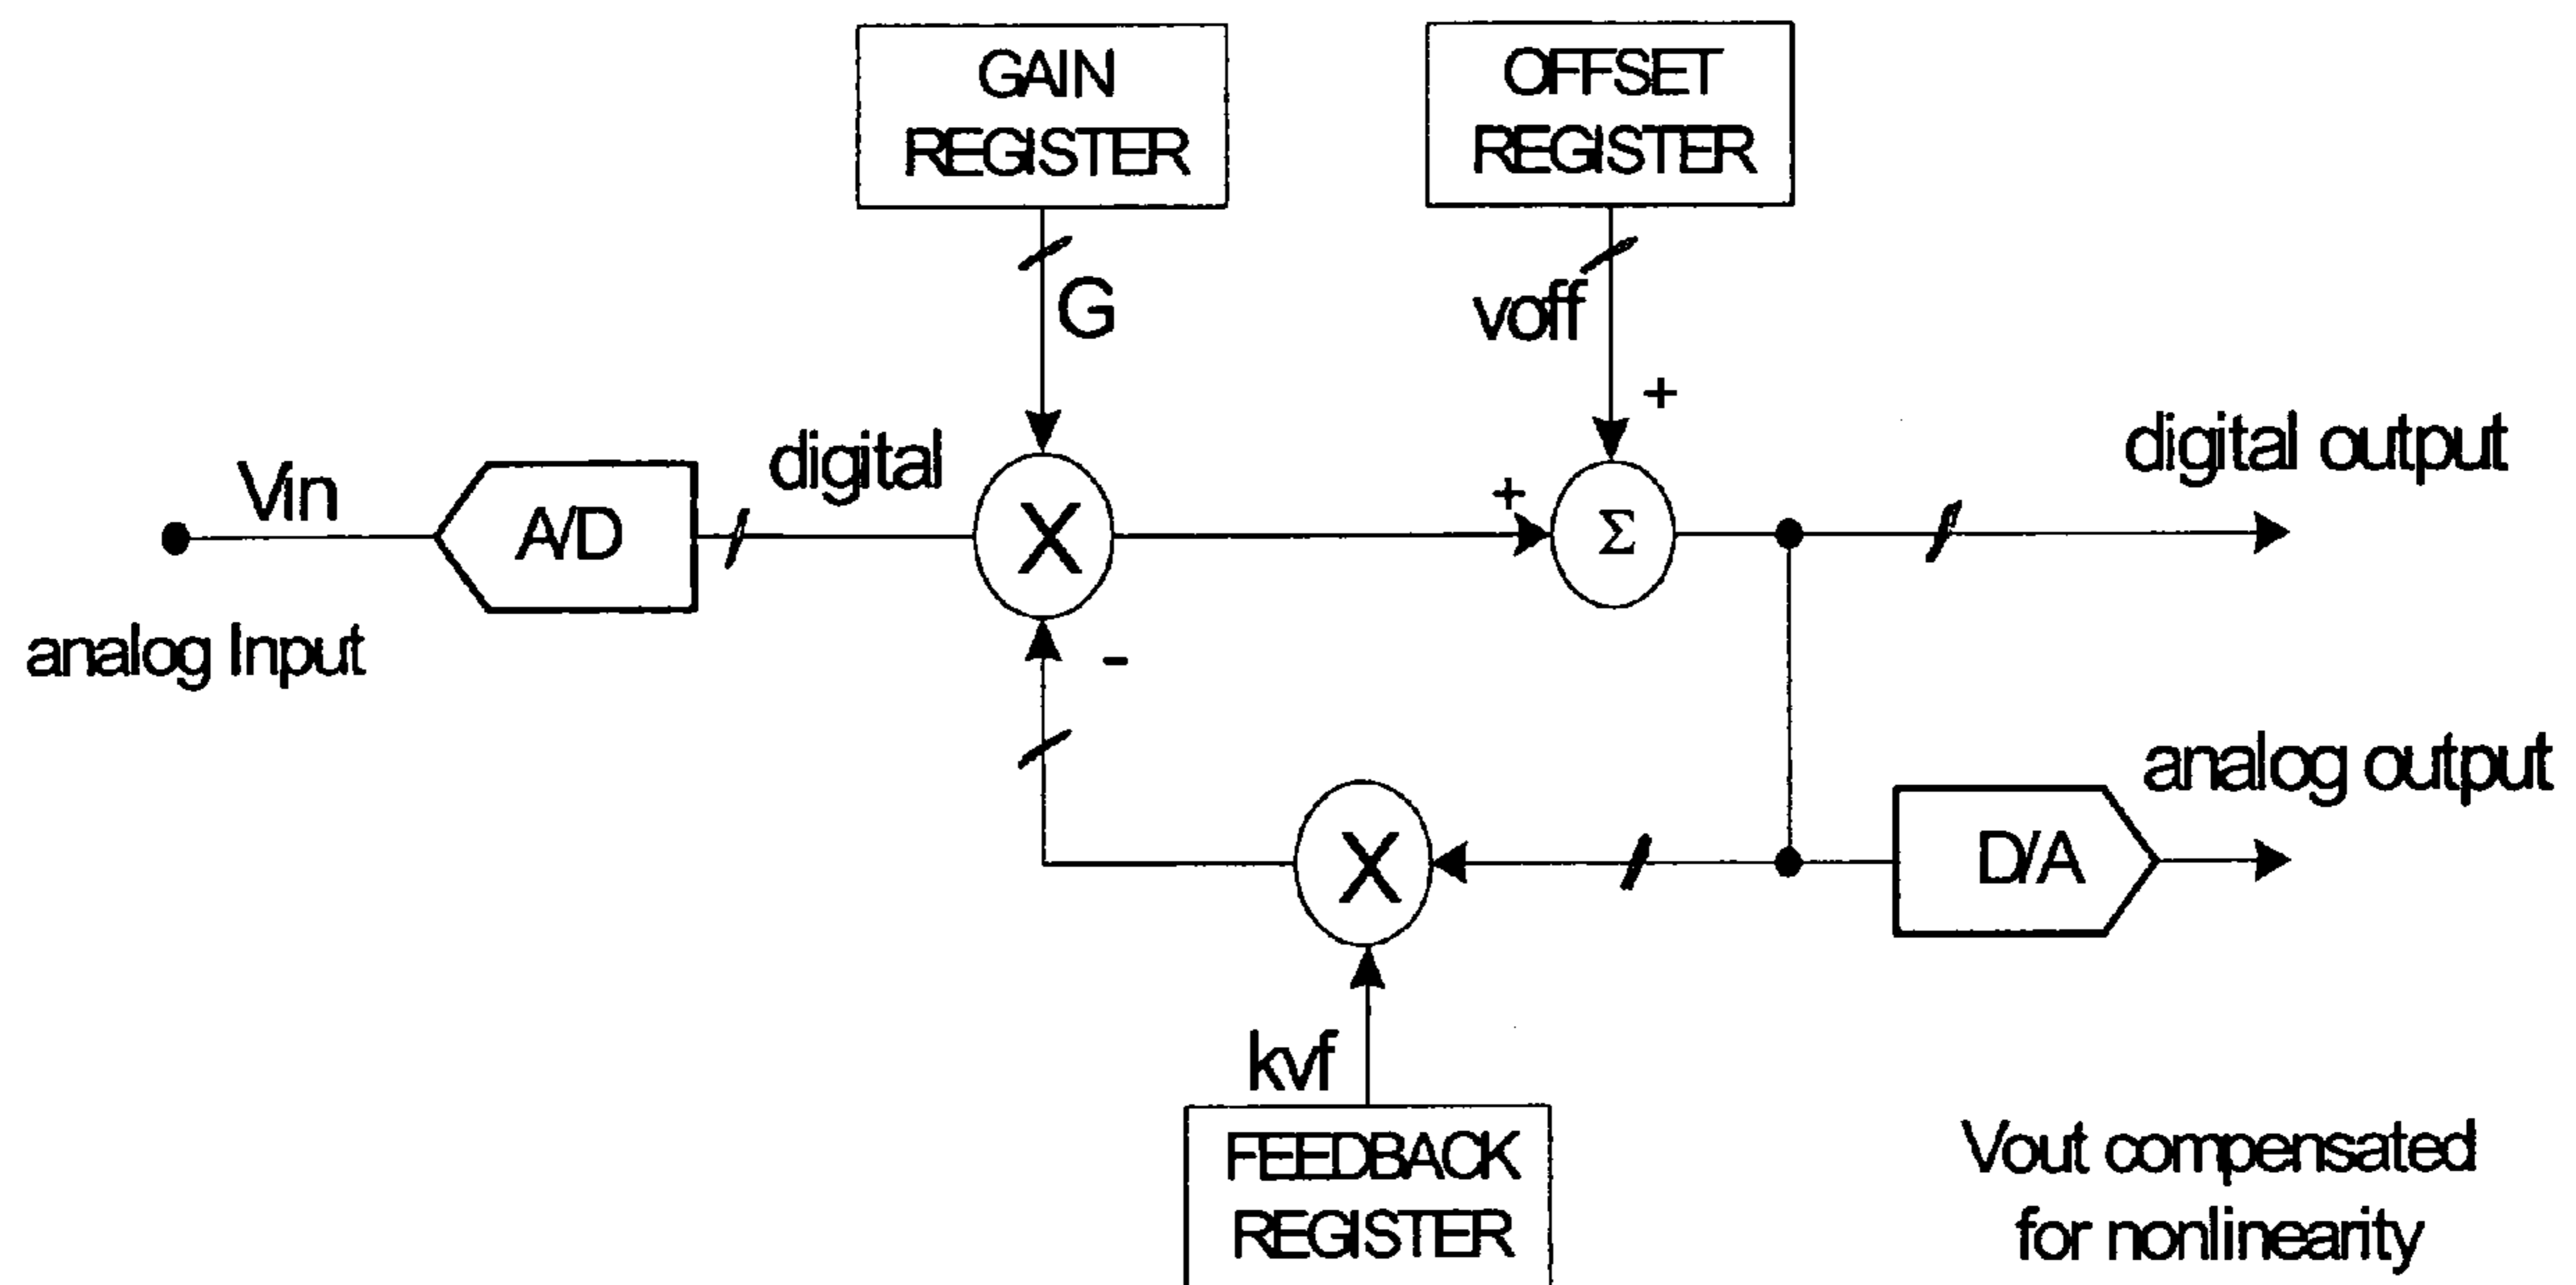 GAIN
REGISTER
OFFSET
REGISTER
G
voff
+
Vin
A/D
digital
X
+
Σ
digital output
analog Input
-
analog output
X
D/A
kvf
FEEDBACK
REGISTER
Vout compensated
for nonlinearity